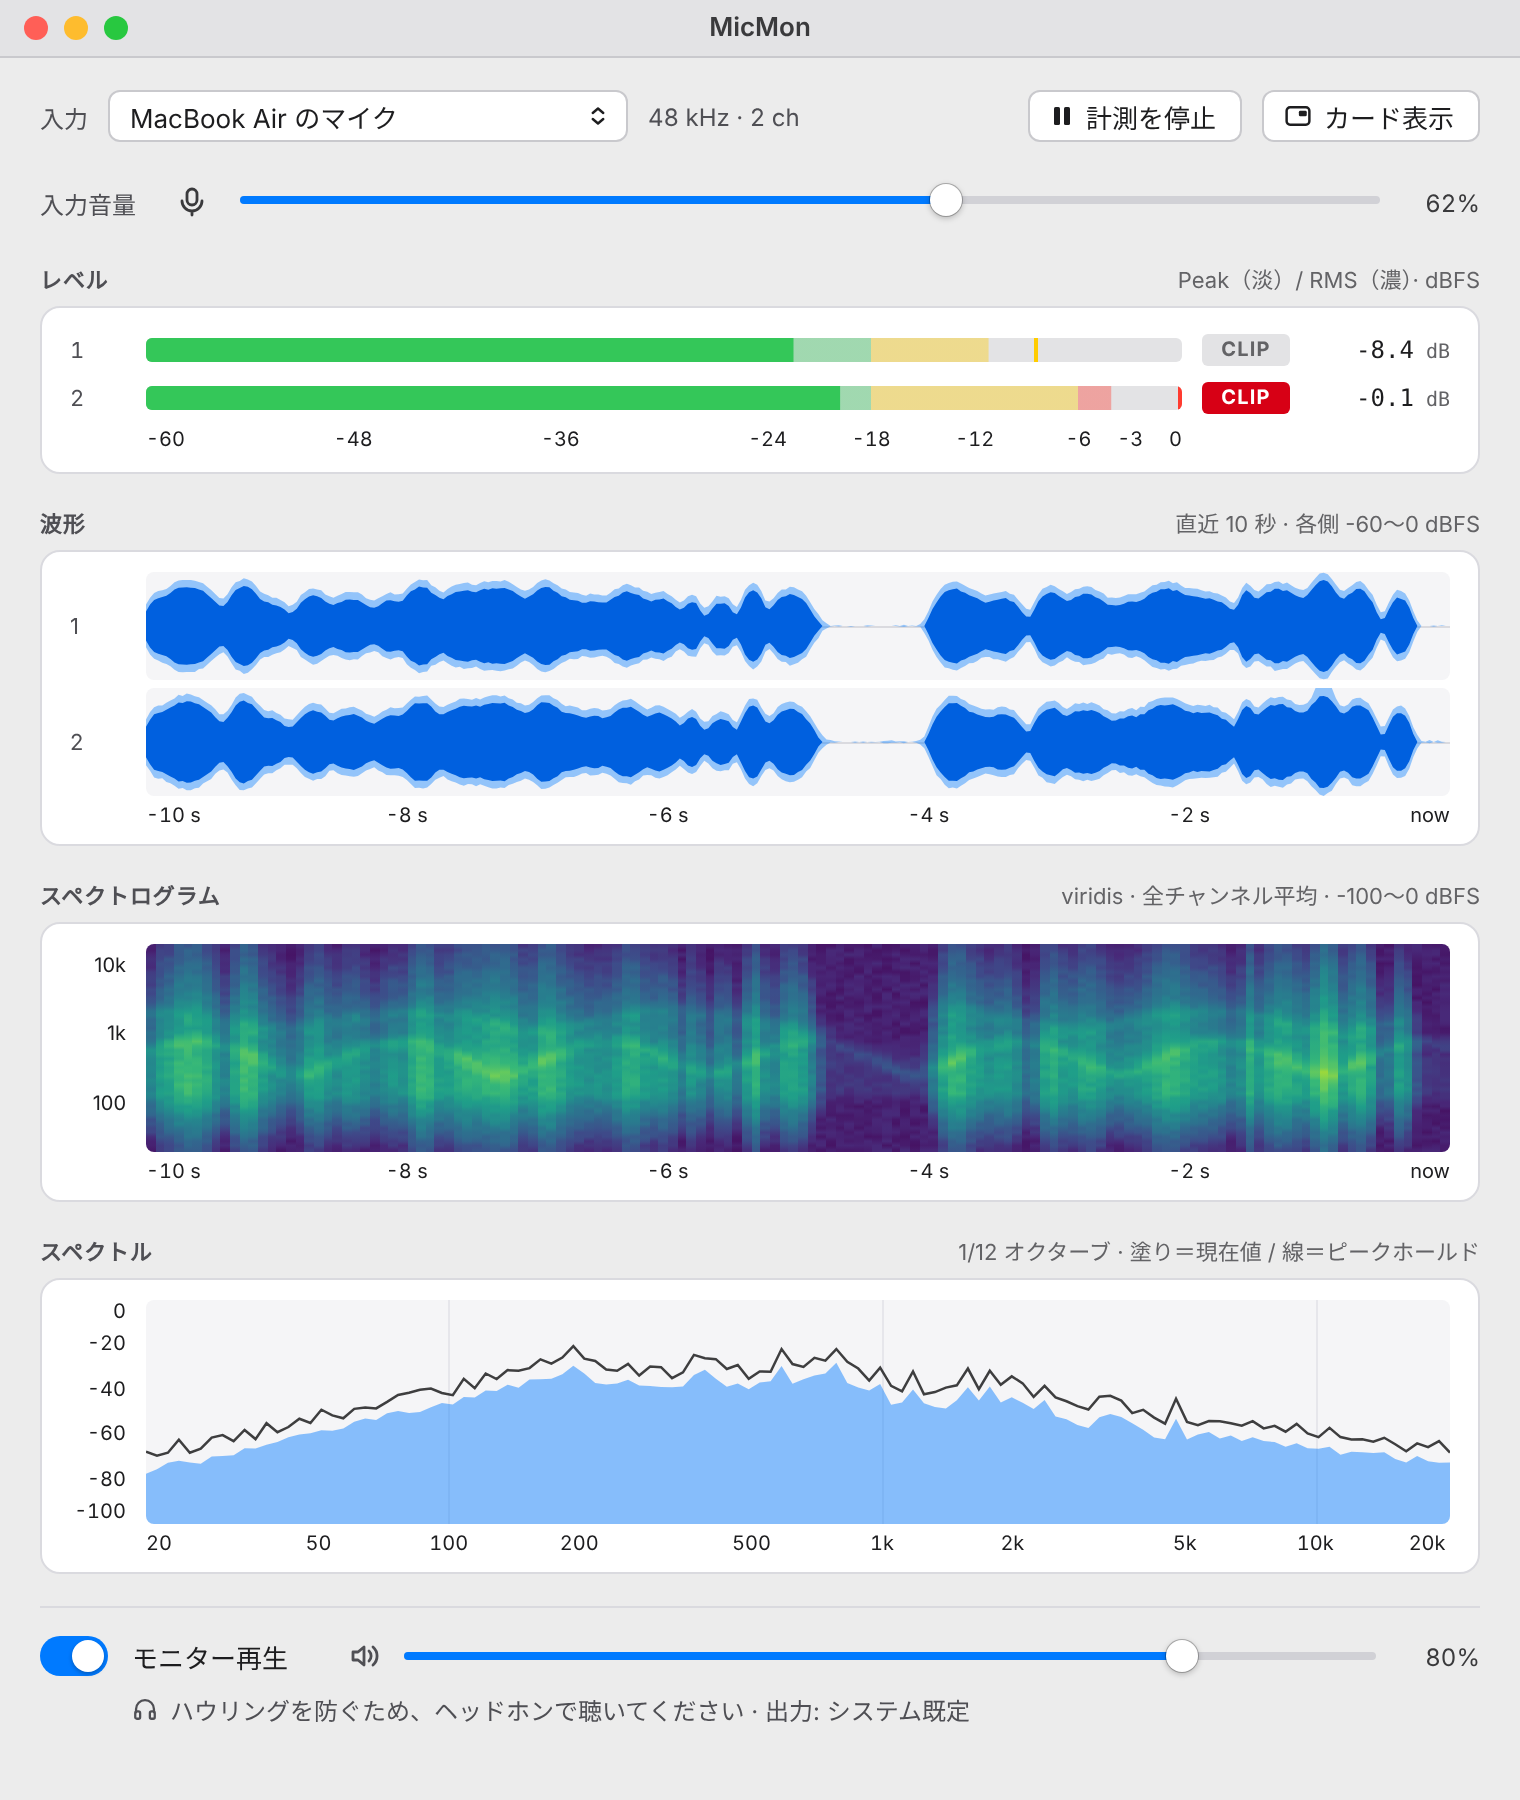 MicMon
入力 MacBook Air のマイク 48 kHz · 2 ch 計測を停止 カード表示
入力音量 62%
レベル Peak（淡）/ RMS（濃）· dBFS
1 CLIP -8.4 dB
2 CLIP -0.1 dB
-60 -48 -36 -24 -18 -12 -6 -3 0
波形 直近 10 秒 · 各側 -60〜0 dBFS
1
2
-10 s -8 s -6 s -4 s -2 s now
スペクトログラム viridis · 全チャンネル平均 · -100〜0 dBFS
10k
1k
100
-10 s -8 s -6 s -4 s -2 s now
スペクトル 1/12 オクターブ · 塗り＝現在値 / 線＝ピークホールド
0
-20
-40
-60
-80
-100
20 50 100 200 500 1k 2k 5k 10k 20k
モニター再生 80%
ハウリングを防ぐため、ヘッドホンで聴いてください · 出力: システム既定